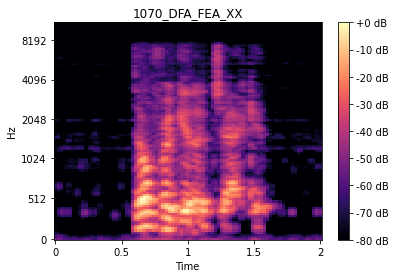 1070_DFA_FEA_XX
+0 dB
8192
-10 dB
4096
-20 dB
-30 dB
2048
Hz
-40 dB
1024
-50 dB
512
-60 dB
-70 dB
0
-80 dB
0
0.5
1
1.5
2
Time